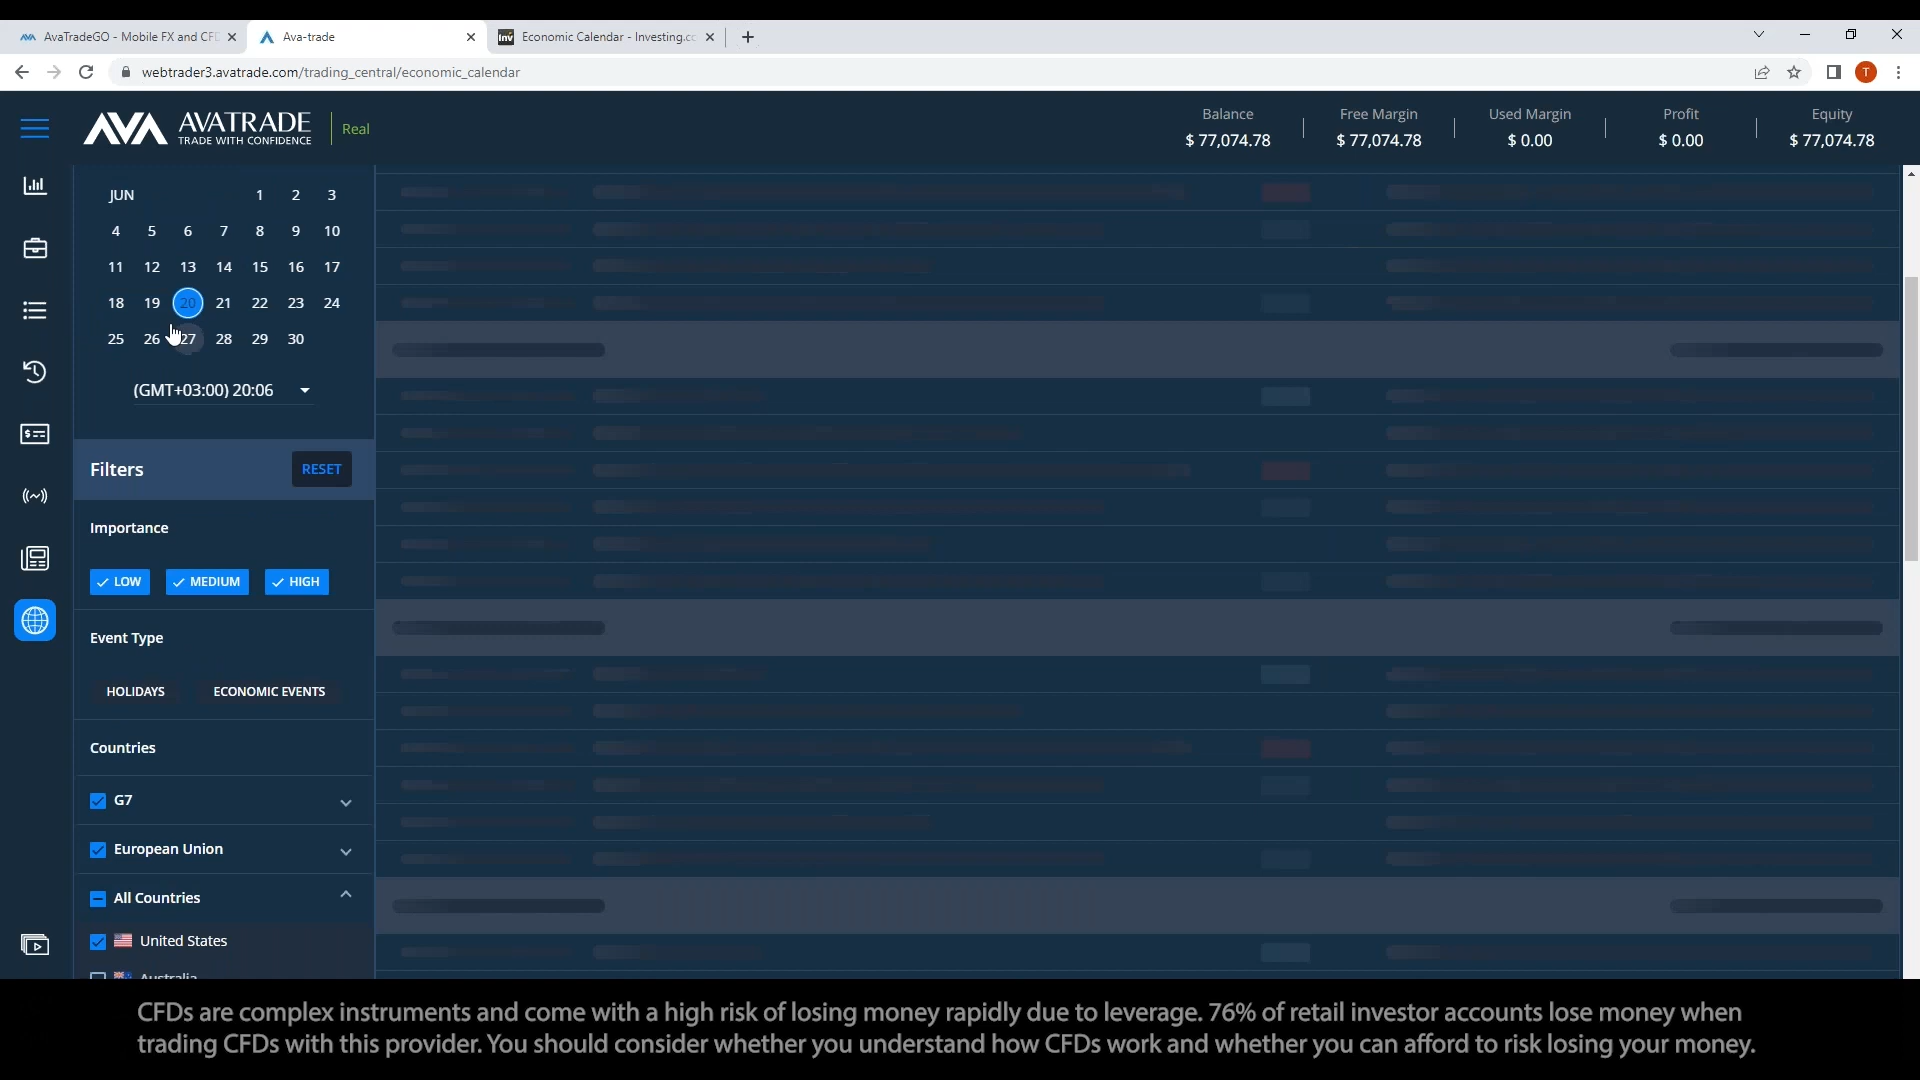 AvaTradeGO - Mobile FX and CFD
Ava-trade
Economic Calendar - Investing.co
webtrader3.avatrade.com/trading_central/economic_calendar
T
AVATRADE
TRADE WITH CONFIDENCE
Real
Balance
$ 77,074.78
Free Margin
$ 77,074.78
Used Margin
$ 0.00
Profit
$ 0.00
Equity
$ 77,074.78
JUN 1 2 3
4 5 6 7 8 9 10
11 12 13 14 15 16 17
18 19 20 21 22 23 24
25 26 27 28 29 30
(GMT+03:00) 20:06
Filters
RESET
Importance
LOW MEDIUM HIGH
Event Type
HOLIDAYS ECONOMIC EVENTS
Countries
G7
European Union
All Countries
United States
Australia
CFDs are complex instruments and come with a high risk of losing money rapidly due to leverage. 76% of retail investor accounts lose money when
trading CFDs with this provider. You should consider whether you understand how CFDs work and whether you can afford to risk losing your money.